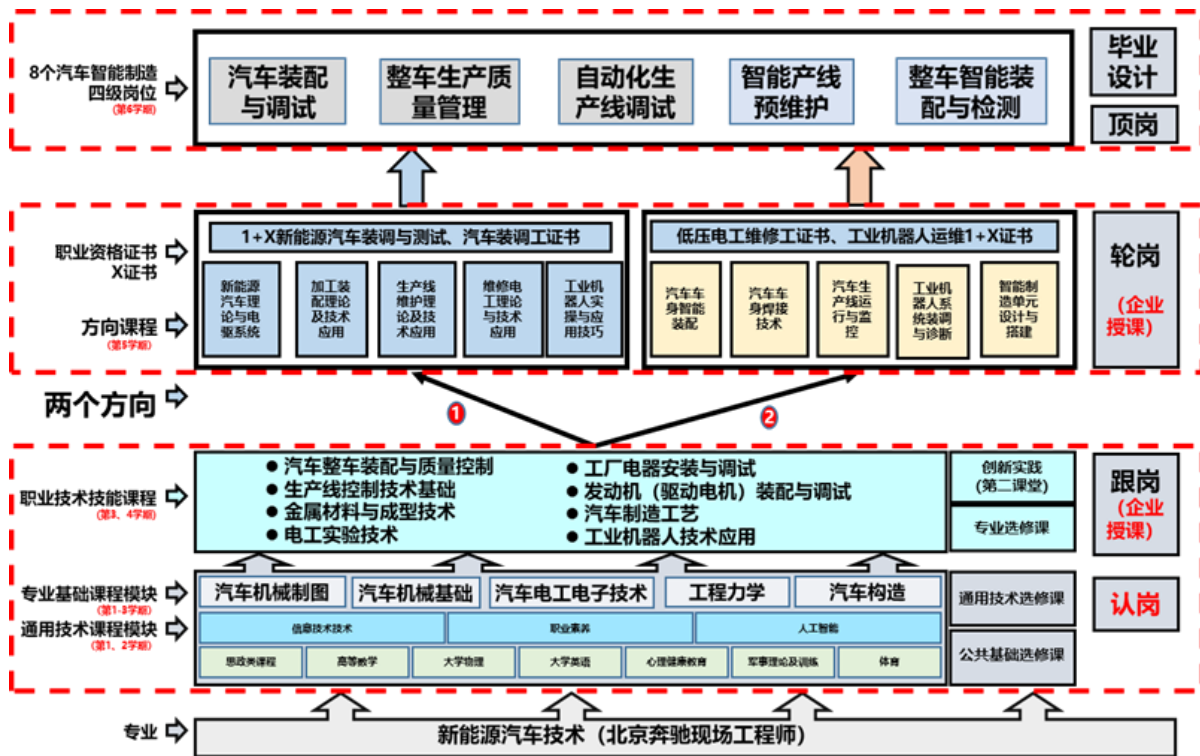 8个汽车智能制造
四级岗位
(第6学期)
汽车装配
与调试
整车生产质
量管理
自动化生
产线调试
智能产线
预维护
整车智能装
配与检测
毕业
设计
顶岗
职业资格证书
X证书
方向课程
(第5学期)
1+X新能源汽车装调与测试、汽车装调工证书
新能源
汽车理
论与电
驱系统
加工装
配理论
及技术
应用
生产线
维护理
论及技
术应用
维修电
工理论
与技术
应用
工业机
器人实
操与应
用技巧
低压电工维修工证书、工业机器人运维1+X证书
汽车车
身智能
装配
汽车车
身焊接
技术
汽车生
产线运
行与监
控
工业机
器人系
统装调
与诊断
智能制
造单元
设计与
搭建
轮岗
(企业
授课)
两个方向
1
2
职业技术技能课程
(第3、4学期)
● 汽车整车装配与质量控制
● 生产线控制技术基础
● 金属材料与成型技术
● 电工实验技术
● 工厂电器安装与调试
● 发动机（驱动电机）装配与调试
● 汽车制造工艺
● 工业机器人技术应用
创新实践
(第二课堂)
专业选修课
跟岗
(企业
授课)
专业基础课程模块
(第1-3学期)
汽车机械制图
汽车机械基础
汽车电工电子技术
工程力学
汽车构造
通用技术选修课
认岗
通用技术课程模块
(第1、2学期)
信息技术技术
职业素养
人工智能
思政类课程
高等数学
大学物理
大学英语
心理健康教育
军事理论及训练
体育
公共基础选修课
专业
新能源汽车技术（北京奔驰现场工程师）